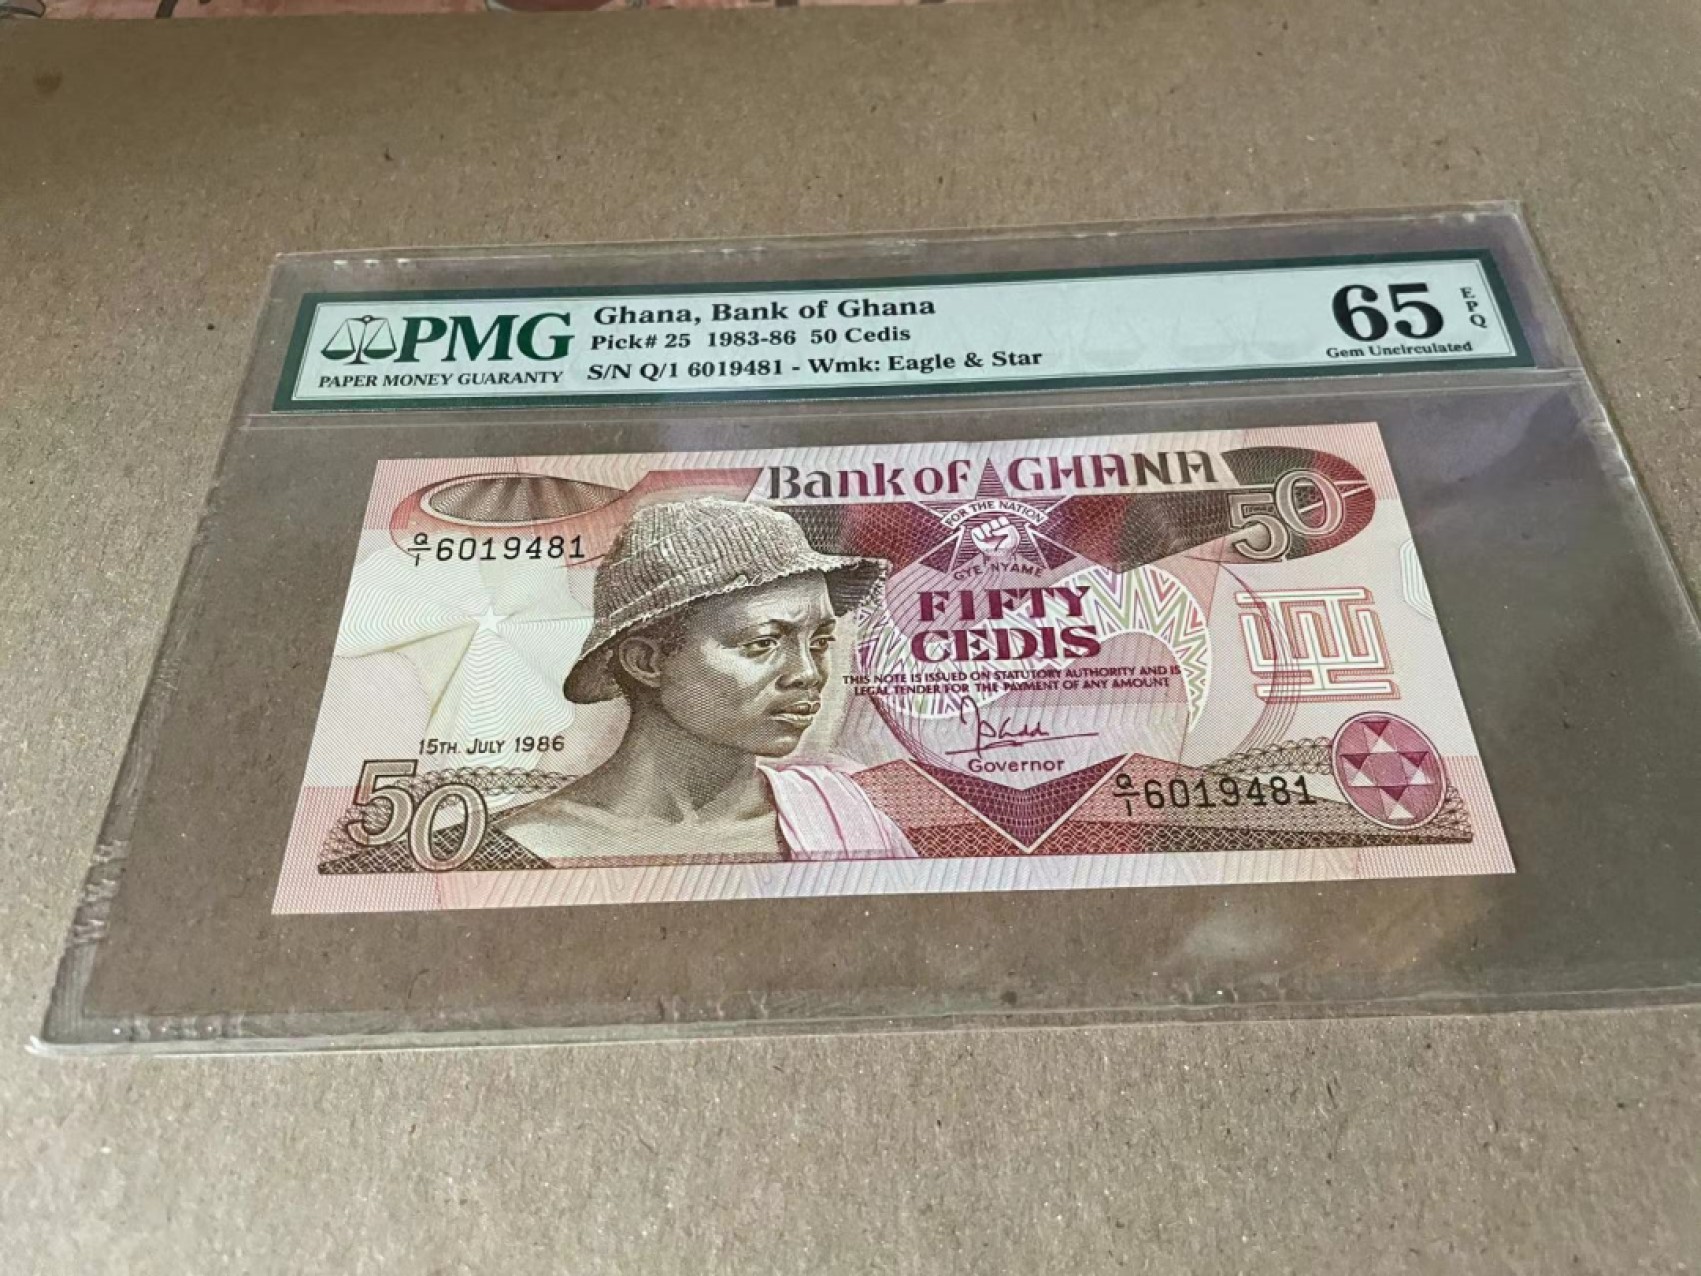 PMG
PAPER MONEY GUARANTY
Ghana, Bank of Ghana
Pick# 25 1983-86 50 Cedis
S/N Q/1 6019481 - Wmk: Eagle & Star
65 EPQ
Gem Uncirculated
Bank of GHANA
50
Q/1 6019481
FOR THE NATION
GYE NYAME
FIFTY
CEDIS
THIS NOTE IS ISSUED ON STATUTORY AUTHORITY AND IS
LEGAL TENDER FOR THE PAYMENT OF ANY AMOUNT
15TH. JULY 1986
Governor
50
Q/1 6019481